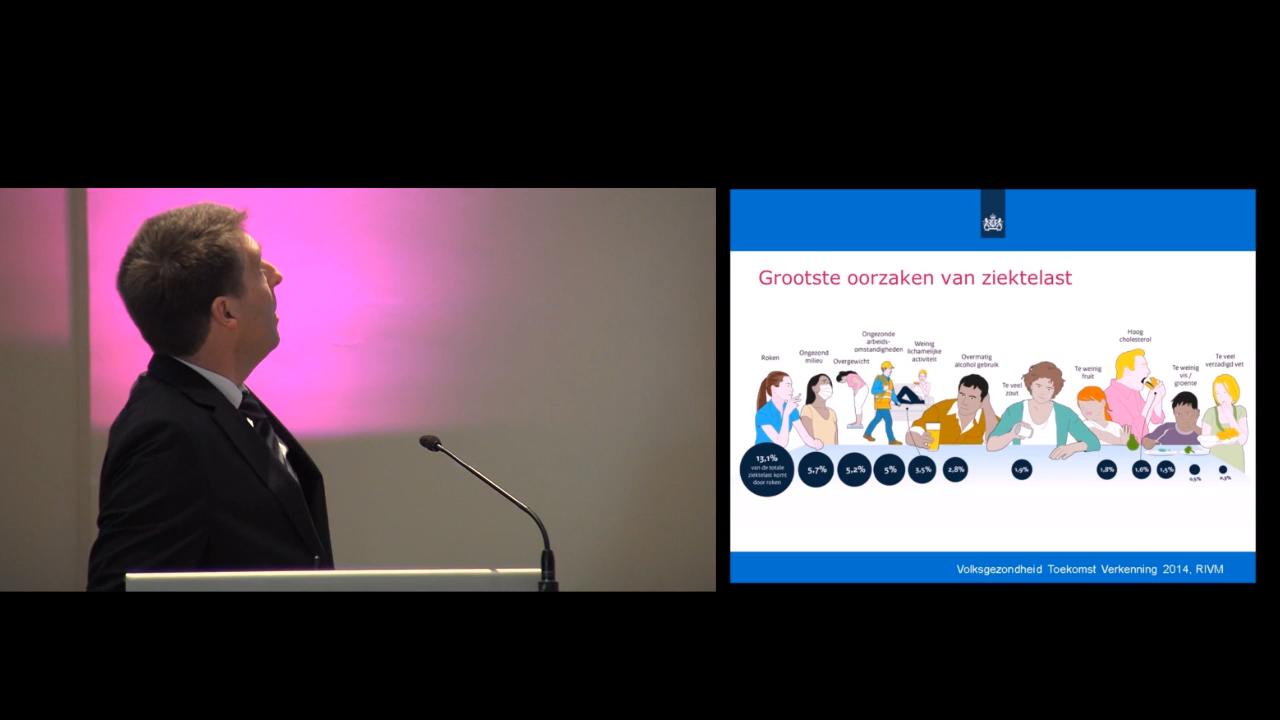 Grootste oorzaken van ziektelast
Roken
Ongezond
milieu
Overgewicht
Ongezonde
arbeids-
omstandigheden
Weinig
lichamelijke
activiteit
Overmatig
alcohol gebruik
Te veel
zout
Te weinig
fruit
Hoog
cholesterol
Te weinig
vis /
groente
Te veel
verzadigd vet
13,1%
van de totale
ziektelast komt
door roken
5,7%
5,2%
5%
3,5%
2,8%
1,9%
1,8%
1,6%
1,5%
Volksgezondheid Toekomst Verkenning 2014, RIVM